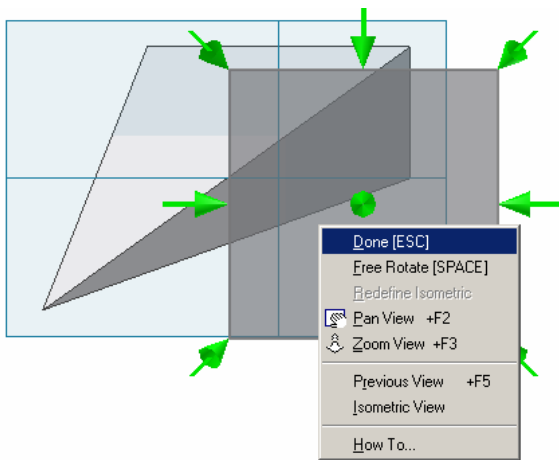 Done [ESC]
Free Rotate [SPACE]
Redefine Isometric
Pan View +F2
Zoom View +F3
Previous View +F5
Isometric View
How To...